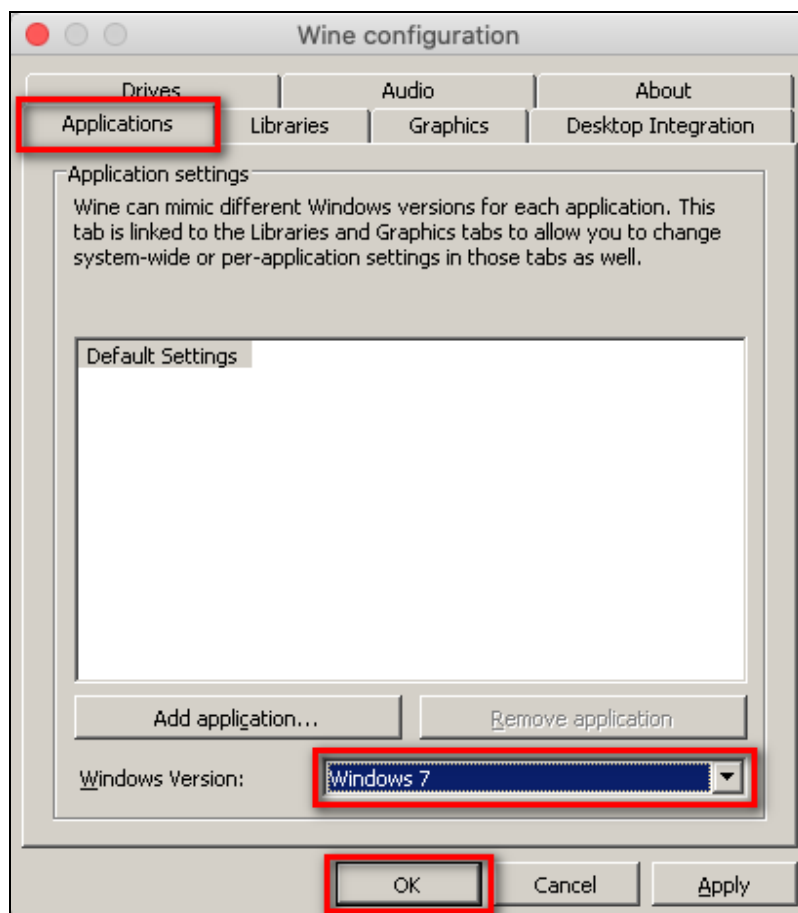 Wine configuration
Drives Audio About
Applications Libraries Graphics Desktop Integration
Application settings
Wine can mimic different Windows versions for each application. This
tab is linked to the Libraries and Graphics tabs to allow you to change
system-wide or per-application settings in those tabs as well.
Default Settings
Add application... Remove application
Windows Version: Windows 7
OK Cancel Apply